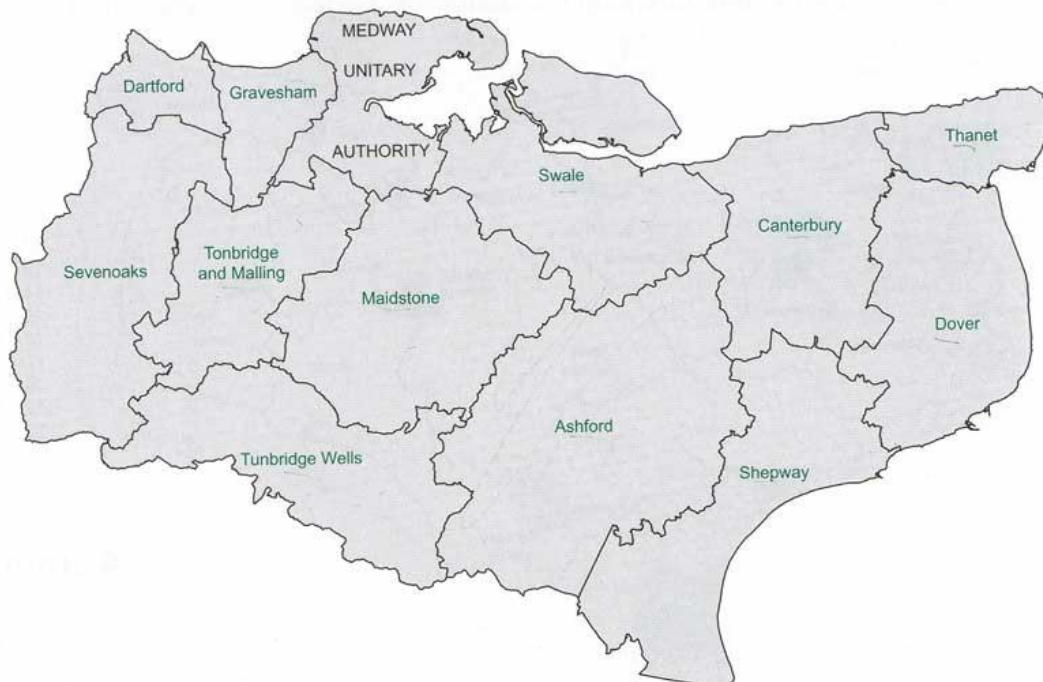 MEDWAY
UNITARY
AUTHORITY
Dartford
Gravesham
Thanet
Swale
Canterbury
Sevenoaks
Tonbridge
and Malling
Maidstone
Dover
Ashford
Tunbridge Wells
Shepway